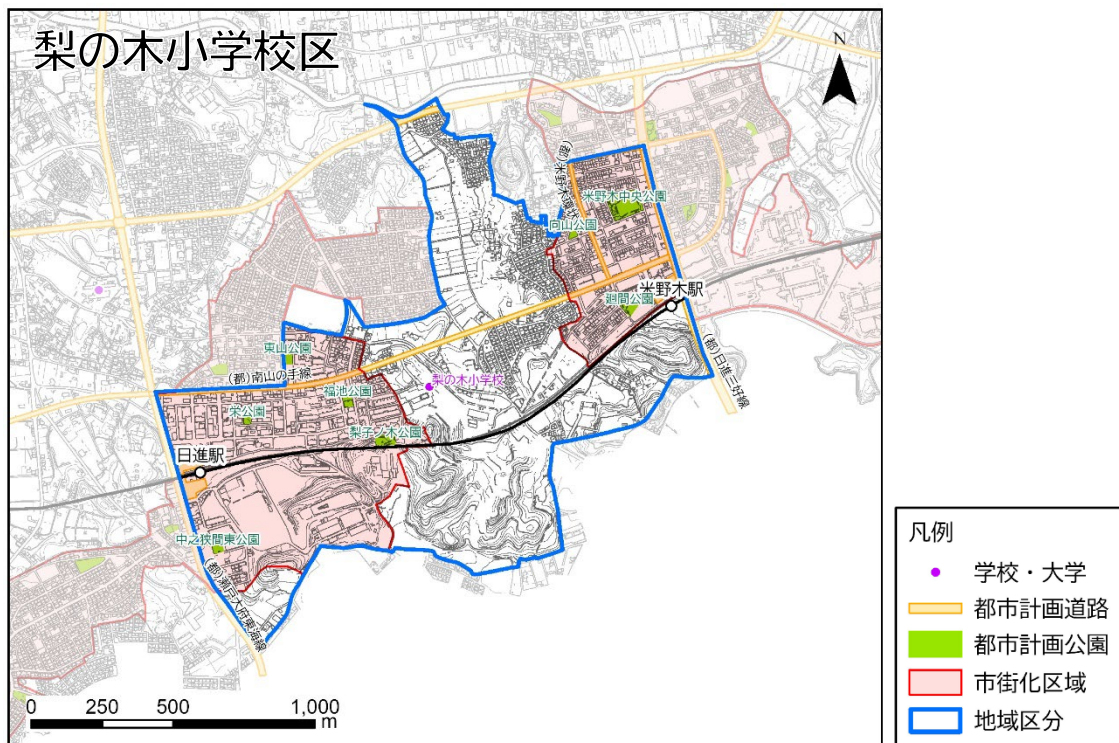 梨の木小学校区
N
(都)米野木環状線
米野木中央公園
向山公園
米野木駅
廻間公園
(都)日進三好線
東山公園
(都)南山の手線
梨の木小学校
福池公園
栄公園
梨子ノ木公園
日進駅
中之狭間東公園
(都)瀬戸大府東海線
0 250 500 1,000
m
凡例
学校・大学
都市計画道路
都市計画公園
市街化区域
地域区分